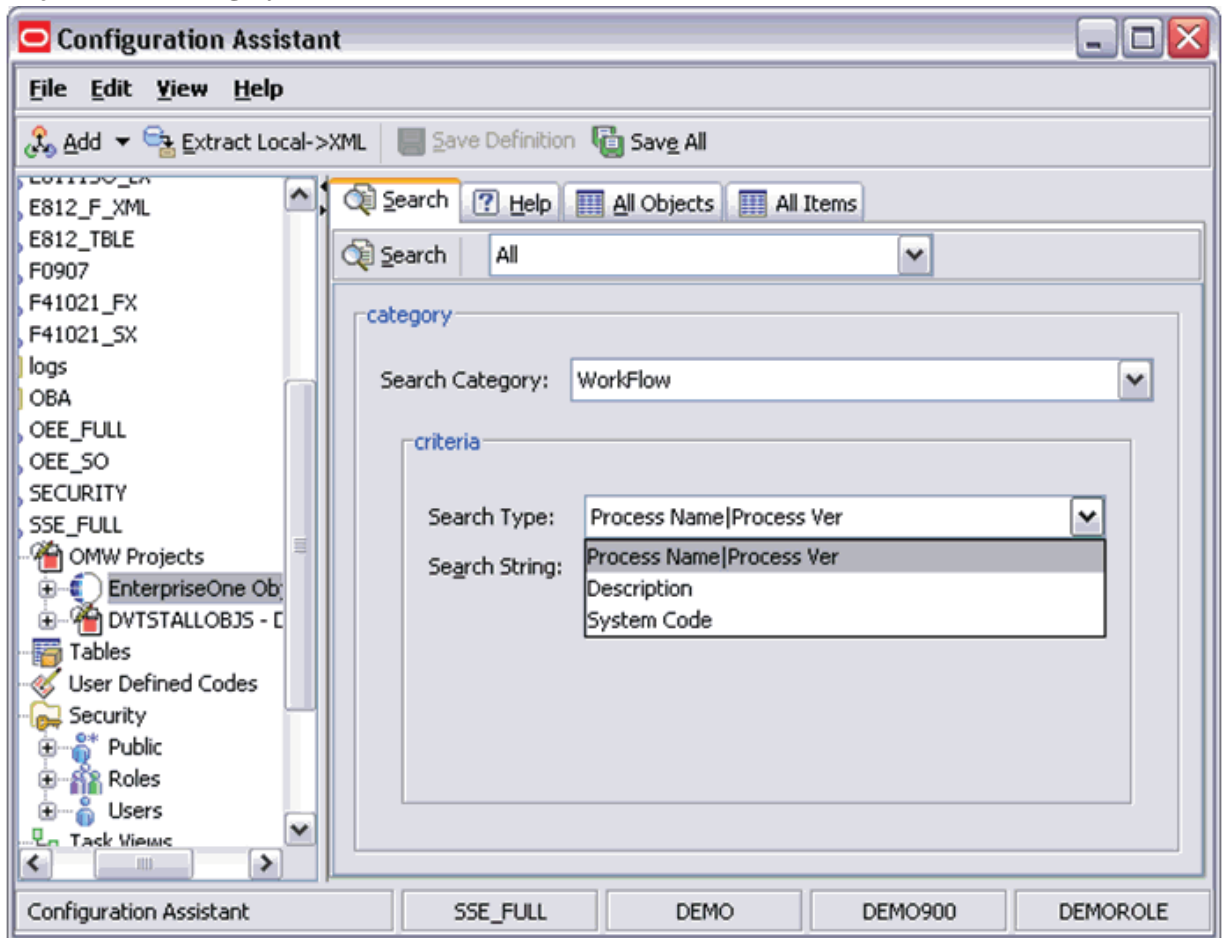 Configuration Assistant
File Edit View Help
Add Extract Local->XML Save Definition Save All
E812_F_XML
E812_TBLE
F0907
F41021_FX
F41021_SX
logs
OBA
OEE_FULL
OEE_SO
SECURITY
SSE_FULL
OMW Projects
EnterpriseOne Ob
DVTSTALLOBJS - D
Tables
User Defined Codes
Security
Public
Roles
Users
Task Views
Search Help All Objects All Items
Search All
category
Search Category: WorkFlow
criteria
Search Type: Process Name|Process Ver
Search String: Process Name|Process Ver
Description
System Code
Configuration Assistant SSE_FULL DEMO DEMO900 DEMOROLE